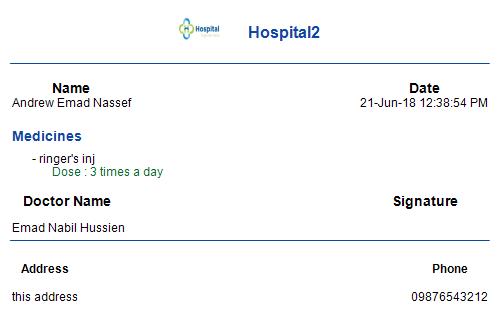 Hospital Hospital2
Name Date
Andrew Emad Nassef 21-Jun-18 12:38:54 PM
Medicines
- ringer's inj
Dose : 3 times a day
Doctor Name Signature
Emad Nabil Hussien
Address Phone
this address 09876543212